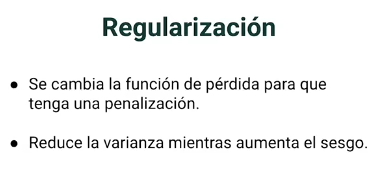 Regularización
● Se cambia la función de pérdida para que
tenga una penalización.
● Reduce la varianza mientras aumenta el sesgo.